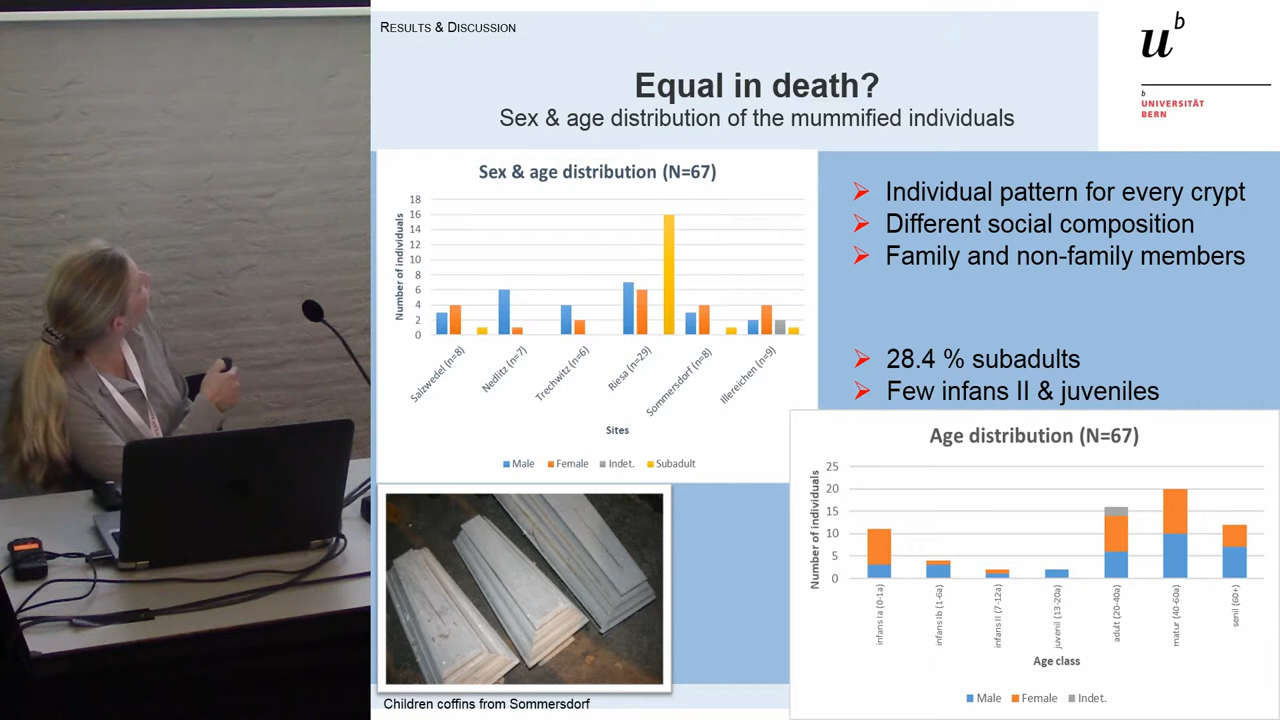 RESULTS & DISCUSSION
Equal in death?
Sex & age distribution of the mummified individuals
u
b
b
UNIVERSITÄT
BERN
Sex & age distribution (N=67)
Number of individuals
18
16
14
12
10
8
6
4
2
0
Salzwedel (n=8)
Nedlitz (n=7)
Trechwitz (n=6)
Riesa (n=29)
Sommersdorf (n=8)
Illereichen (n=9)
Sites
Male Female Indet. Subadult
Individual pattern for every crypt
Different social composition
Family and non-family members
28.4 % subadults
Few infans II & juveniles
Age distribution (N=67)
Number of individuals
25
20
15
10
5
0
infans Ia (0-1a)
infans Ib (1-6a)
infans II (7-12a)
juvenil (13-20a)
adult (20-40a)
matur (40-60a)
senil (60+)
Age class
Male Female Indet.
Children coffins from Sommersdorf